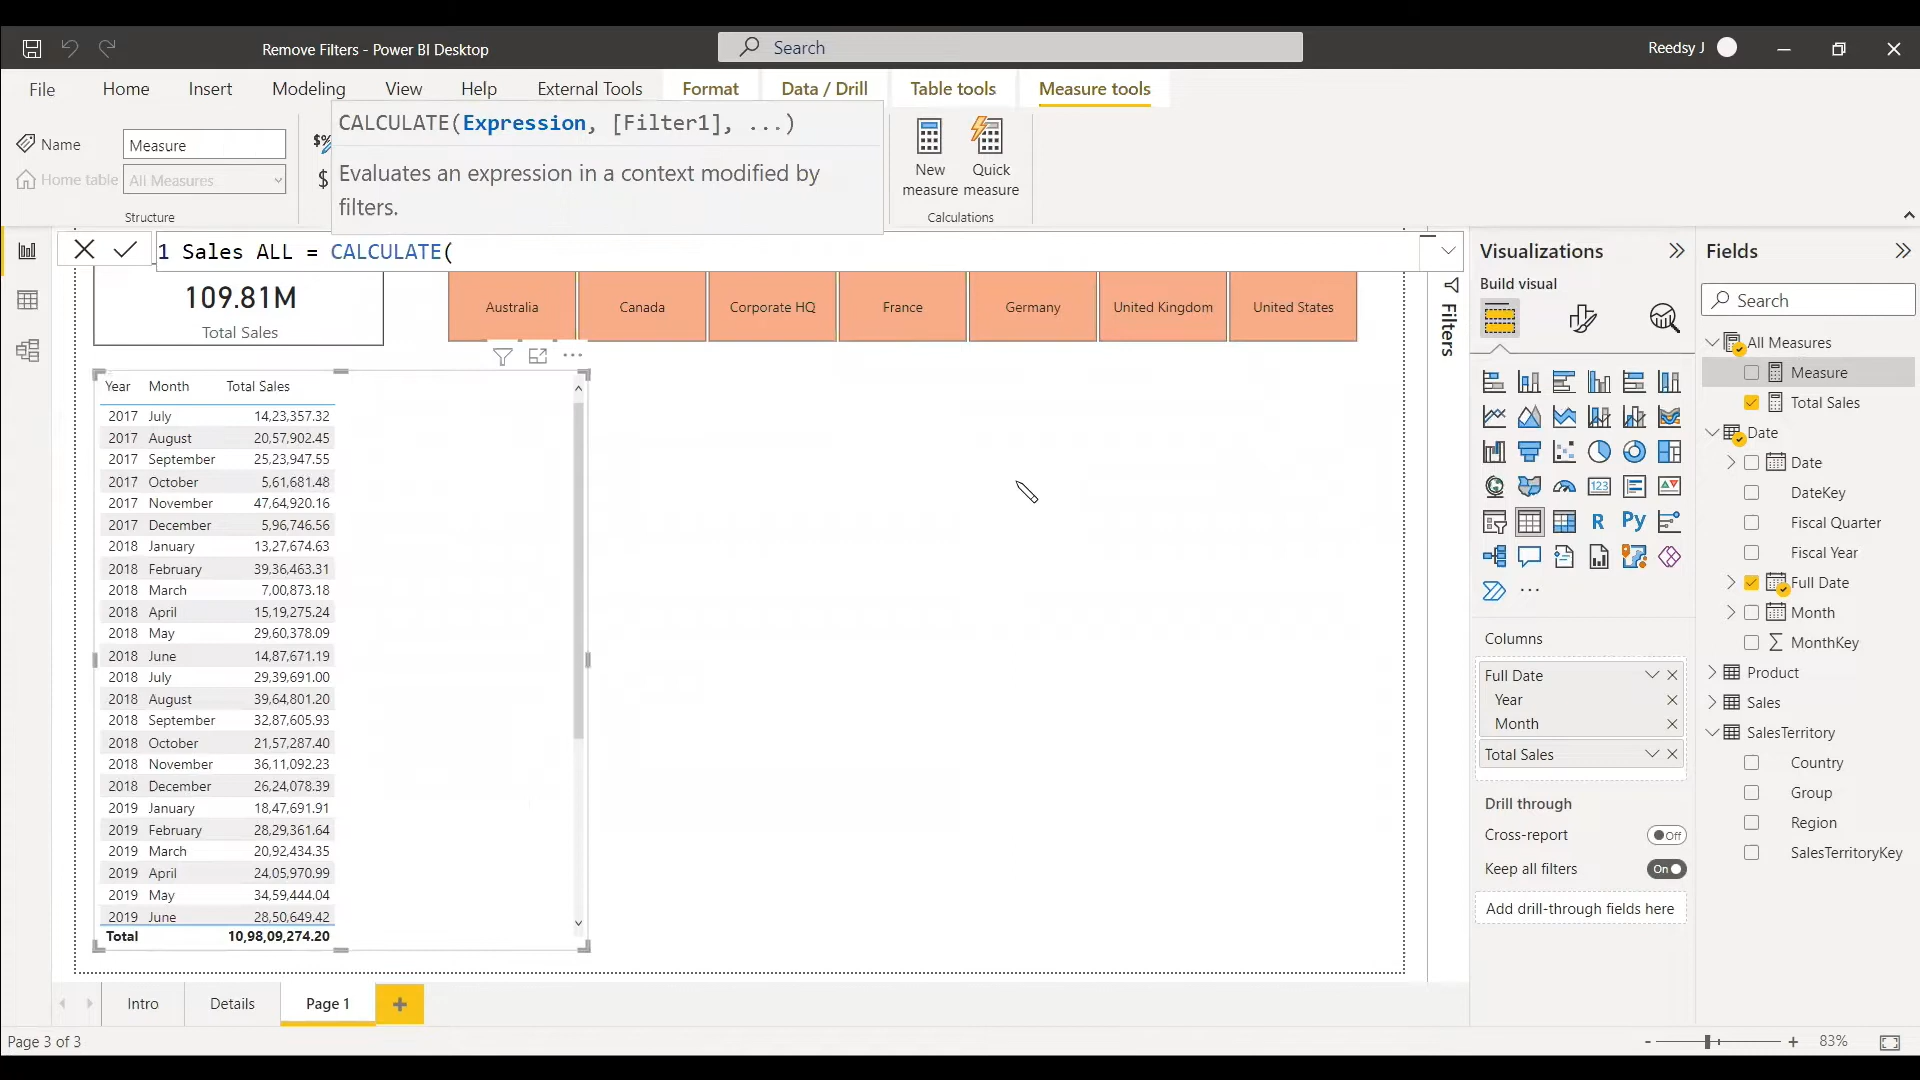 Remove Filters - Power BI Desktop
Search
Reedsy J
File
Home
Insert
Modeling
View
Help
External Tools
Format
Data / Drill
Table tools
Measure tools
CALCULATE(Expression, [Filter1], ...)
Evaluates an expression in a context modified by
filters.
Name
Measure
Home table
All Measures
Structure
$%
$
New
measure
Quick
measure
Calculations
1 Sales ALL = CALCULATE(
109.81M
Total Sales
Australia
Canada
Corporate HQ
France
Germany
United Kingdom
United States
Year Month Total Sales
2017 July 14,23,357.32
2017 August 20,57,902.45
2017 September 25,23,947.55
2017 October 5,61,681.48
2017 November 47,64,920.16
2017 December 5,96,746.56
2018 January 13,27,674.63
2018 February 39,36,463.31
2018 March 7,00,873.18
2018 April 15,19,275.24
2018 May 29,60,378.09
2018 June 14,87,671.19
2018 July 29,39,691.00
2018 August 39,64,801.20
2018 September 32,87,605.93
2018 October 21,57,287.40
2018 November 36,11,092.23
2018 December 26,24,078.39
2019 January 18,47,691.91
2019 February 28,29,361.64
2019 March 20,92,434.35
2019 April 24,05,970.99
2019 May 34,59,444.04
2019 June 28,50,649.42
Total 10,98,09,274.20
Filters
Visualizations
Build visual
123
R
Py
Columns
Full Date
Year
Month
Total Sales
Drill through
Cross-report
Off
Keep all filters
On
Add drill-through fields here
Fields
Search
All Measures
Measure
Total Sales
Date
Date
DateKey
Fiscal Quarter
Fiscal Year
Full Date
Month
MonthKey
Product
Sales
SalesTerritory
Country
Group
Region
SalesTerritoryKey
Intro
Details
Page 1
Page 3 of 3
83%